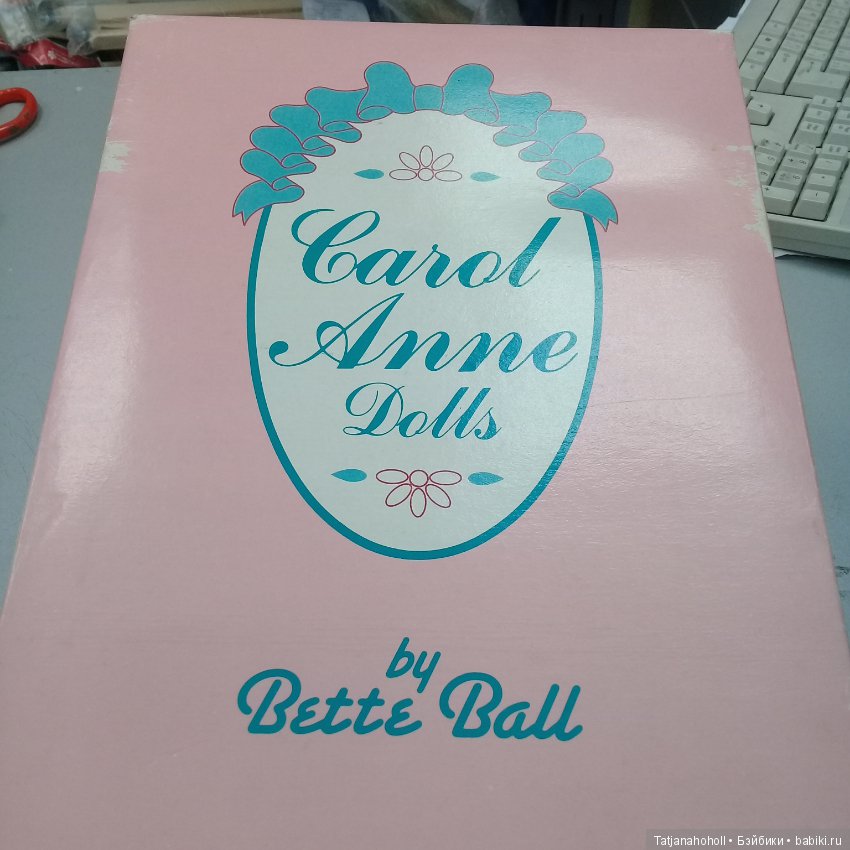 Carol
Anne
Dolls
by
Bette Ball
Tatjanahoholl • Бэйбики • babiki.ru